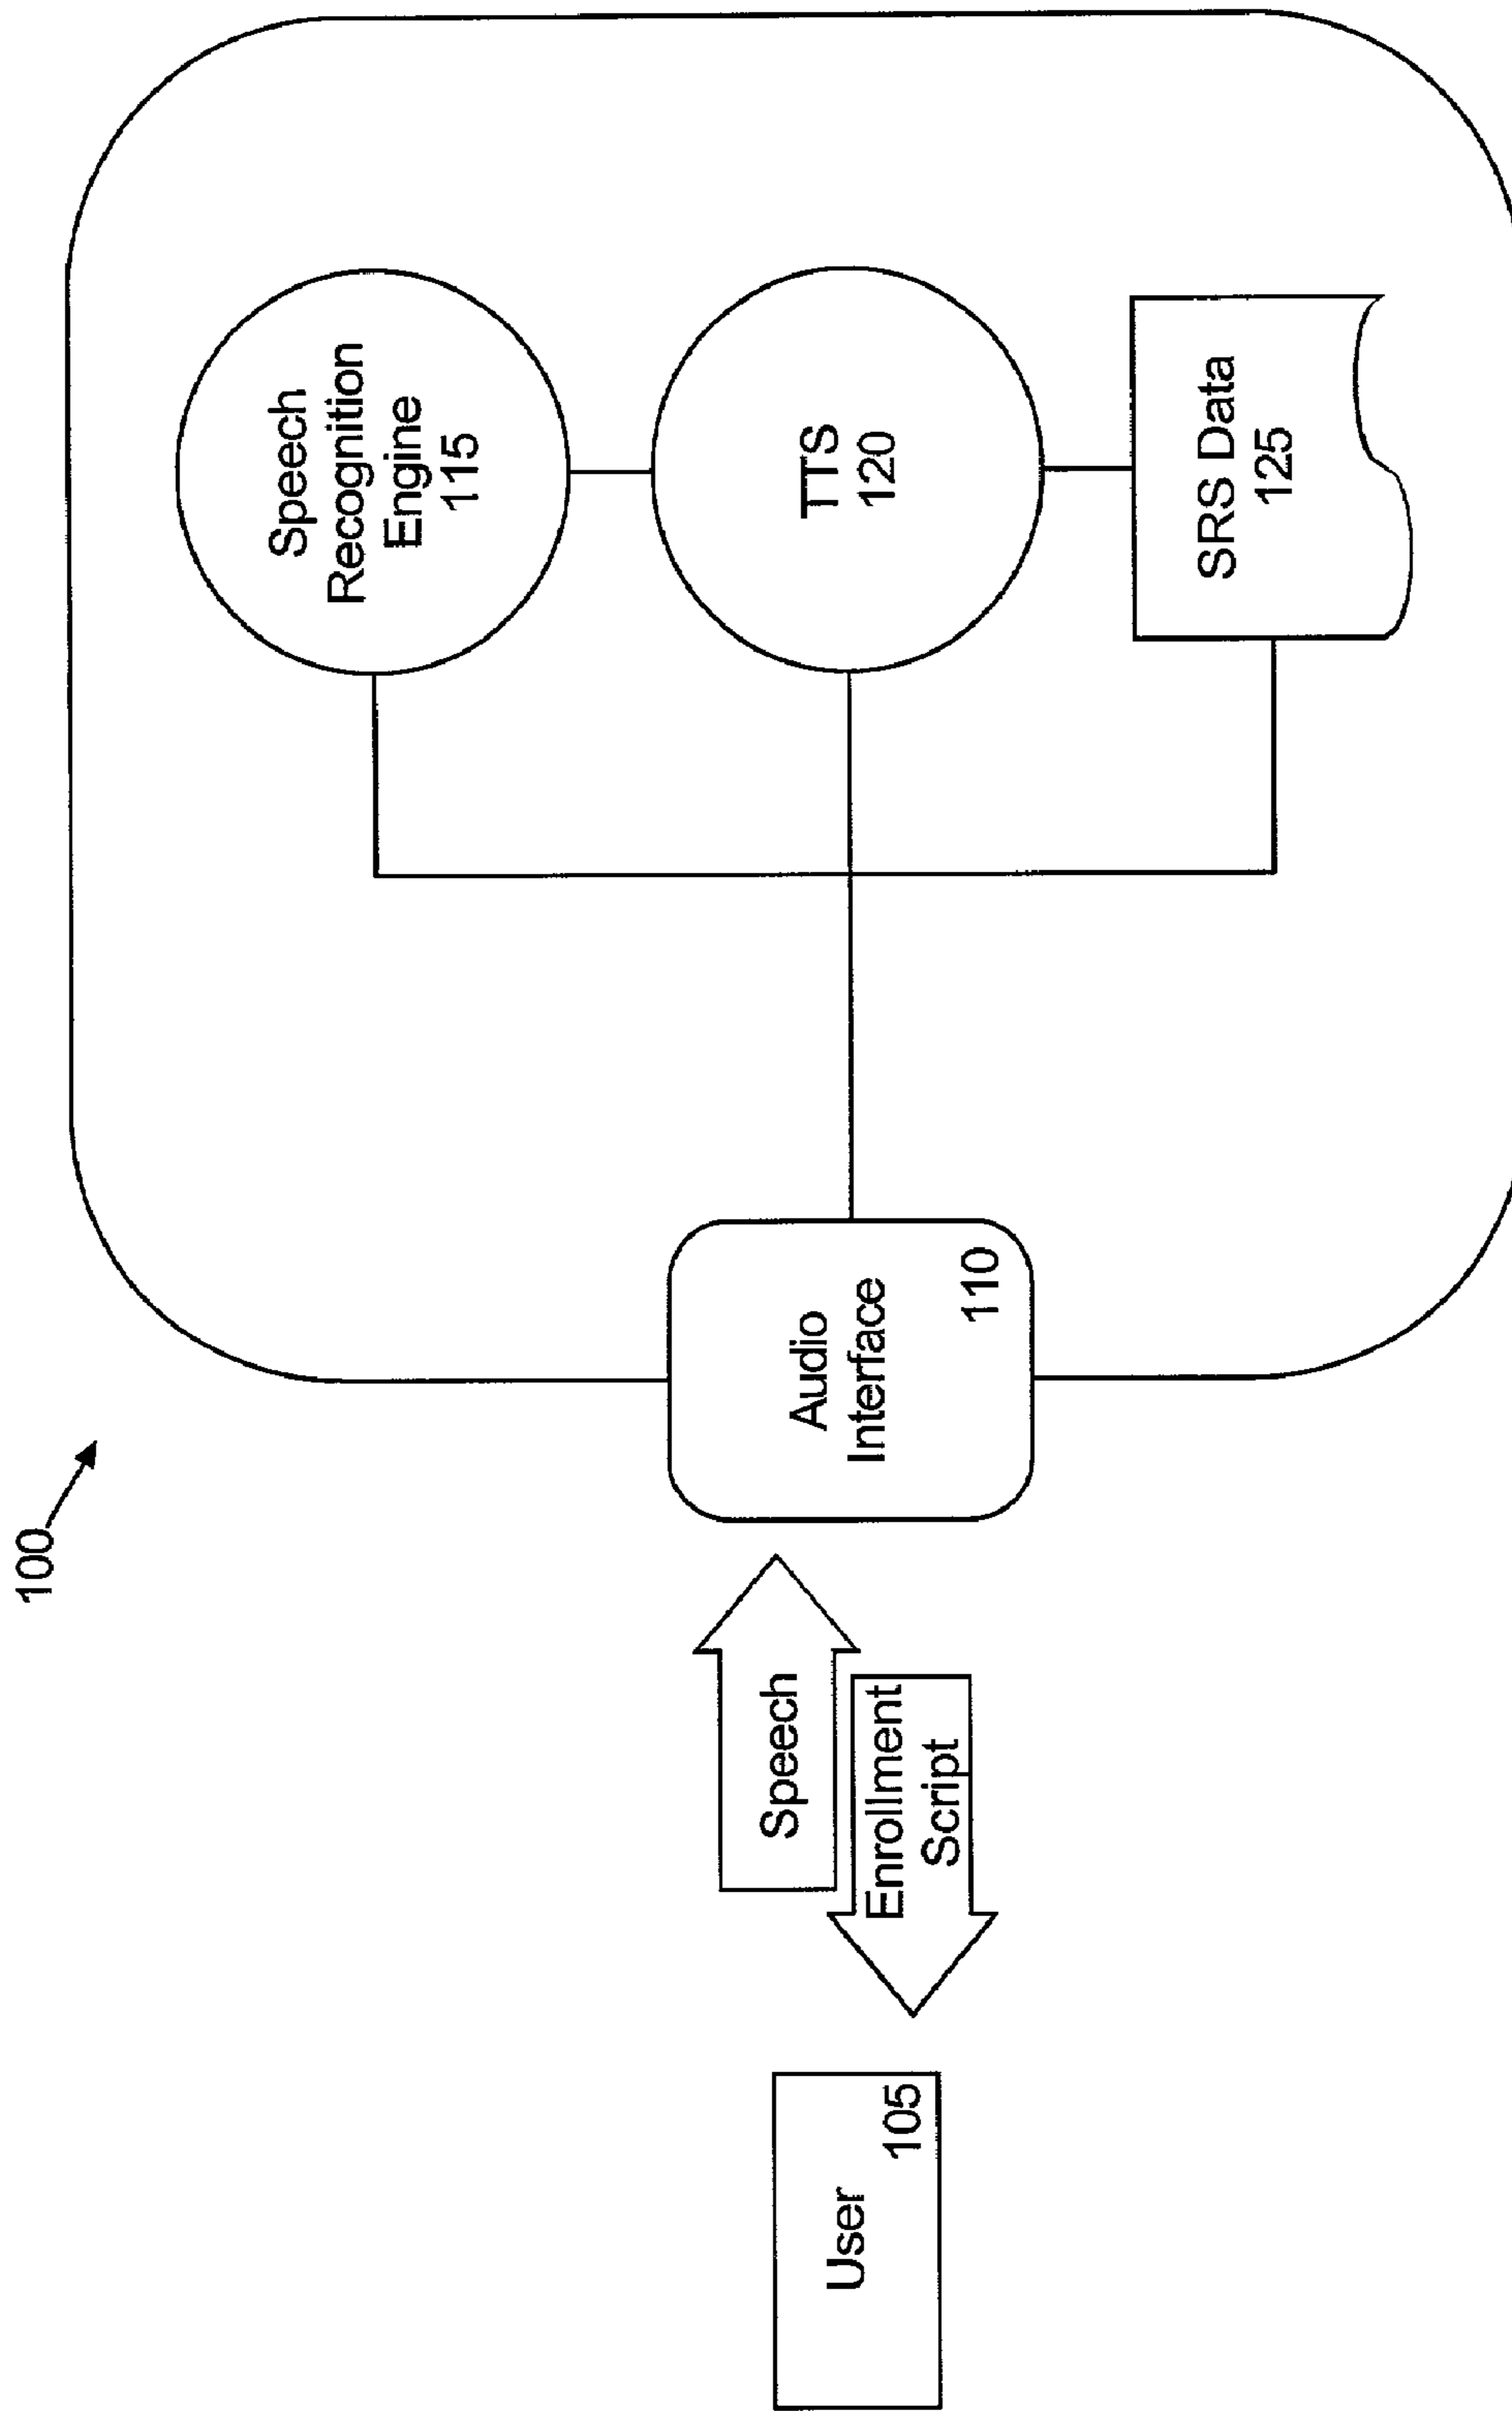 100
User
105
Speech
Enrollment
Script
Audio
Interface
110
Speech
Recognition
Engine
115
TTS
120
SRS Data
125